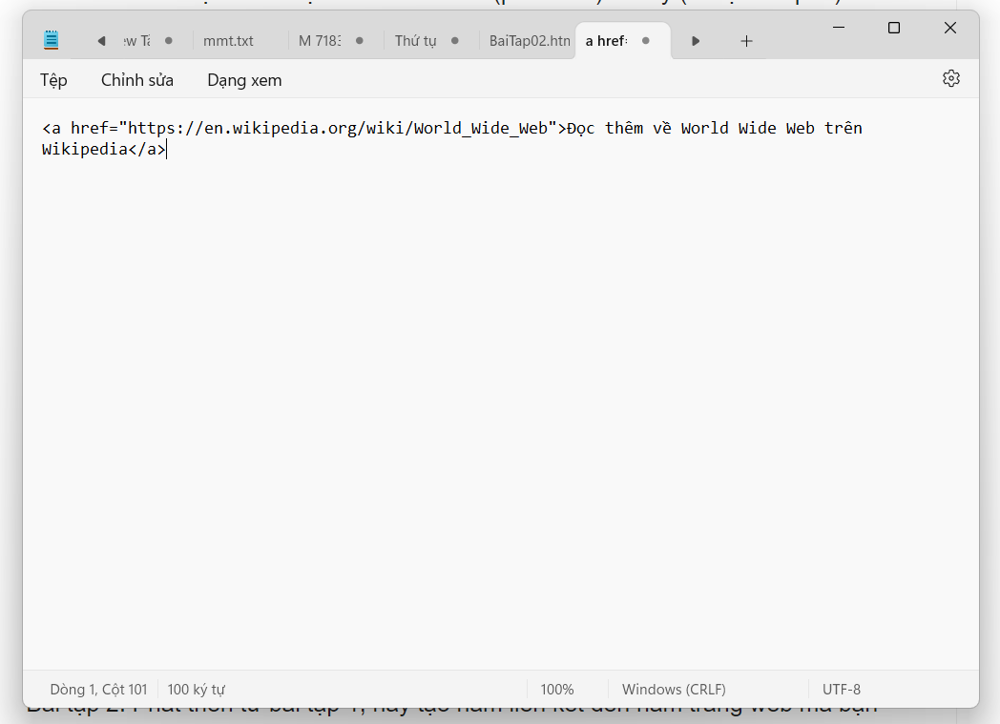 mmt.txt
M 7183
Thứ tự
BaiTap02.htn
a href=
Tệp
Chỉnh sửa
Dạng xem
<a href="https://en.wikipedia.org/wiki/World_Wide_Web">Đọc thêm về World Wide Web trên
Wikipedia</a>
Dòng 1, Cột 101
100 ký tự
100%
Windows (CRLF)
UTF-8